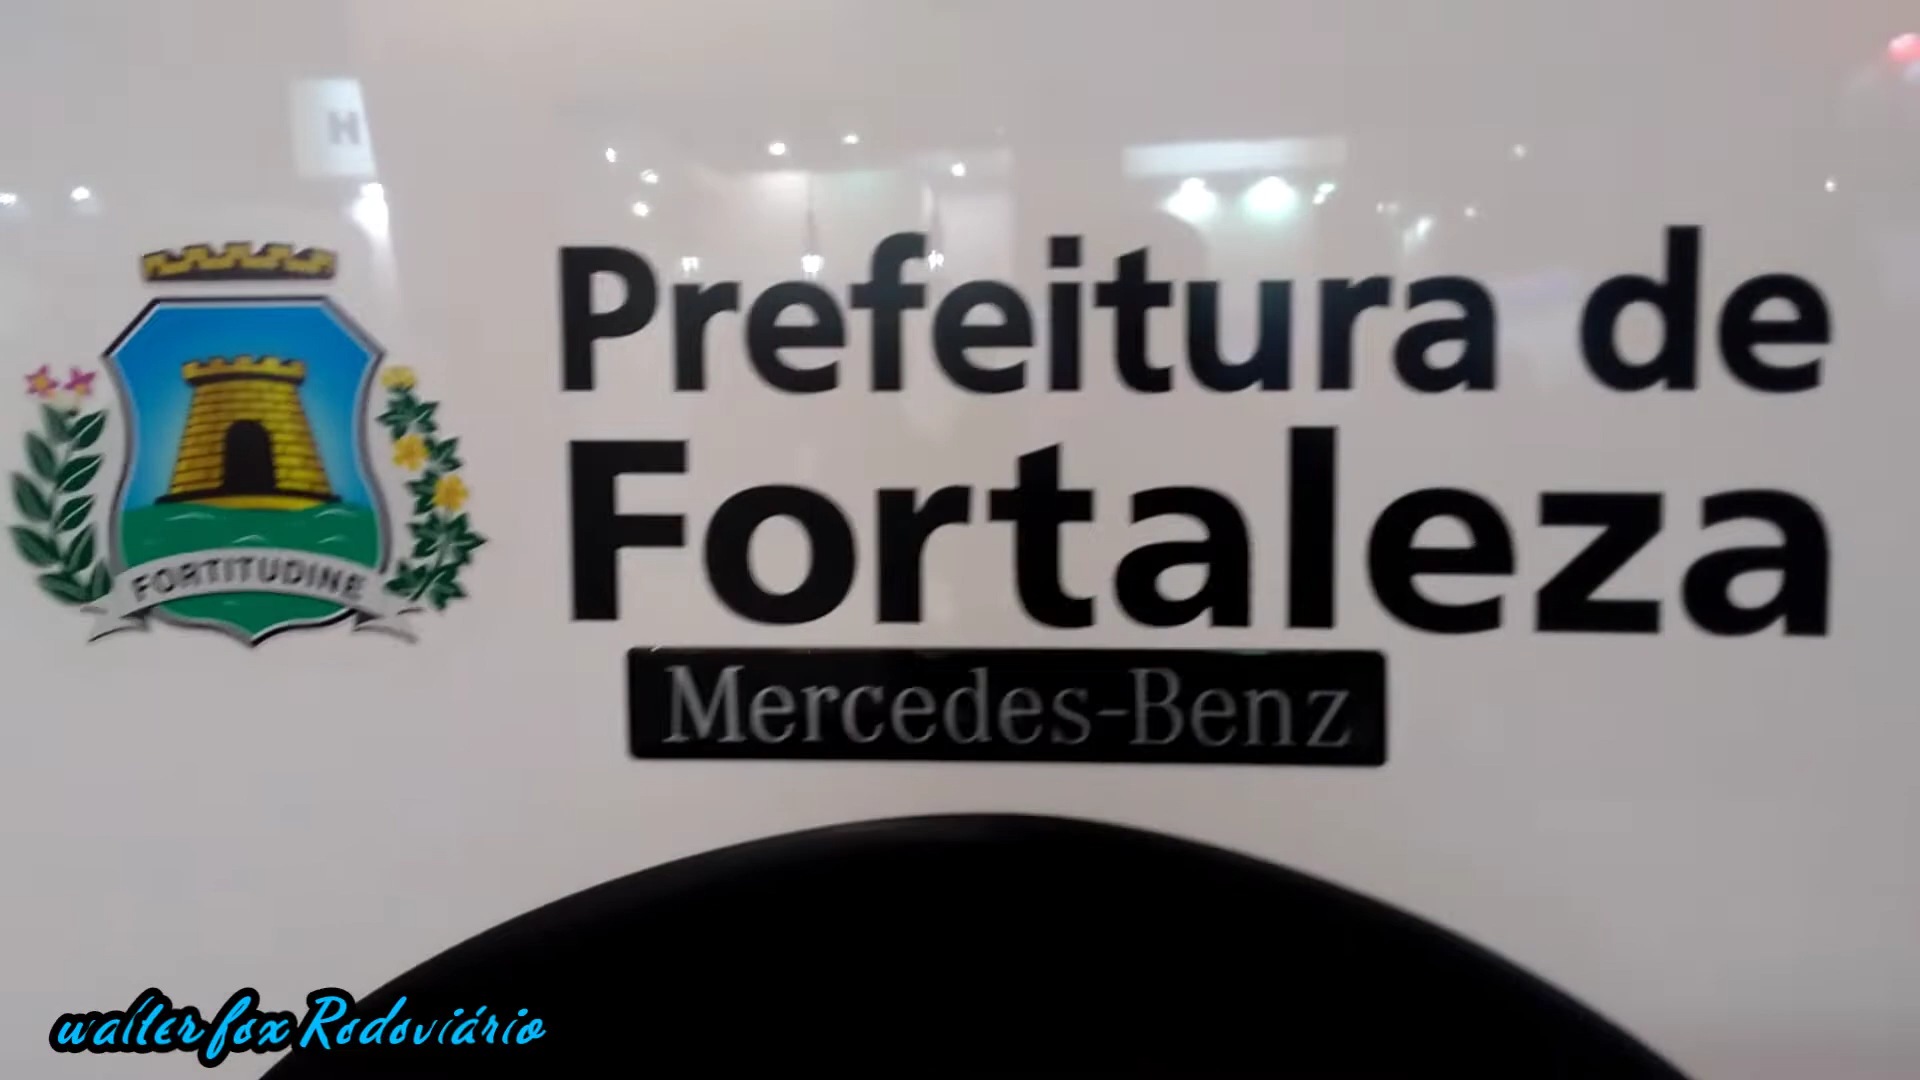 H
Prefeitura de
Fortaleza
FORTITUDINE
Mercedes-Benz
walter fox Rodoviário